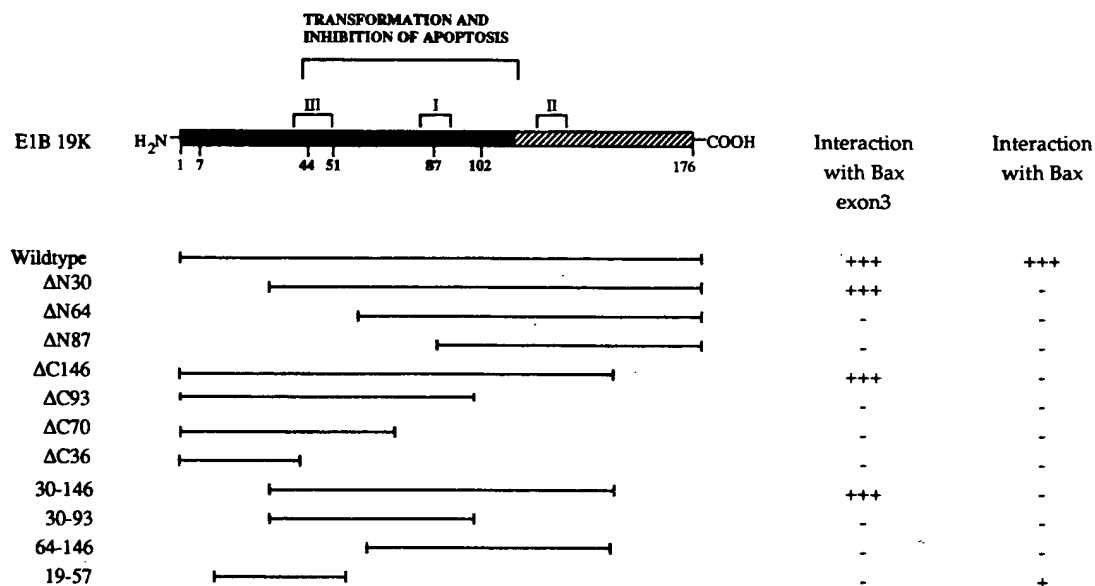 TRANSFORMATION AND
INHIBITION OF APOPTOSIS
III I II
E1B 19K H2N COOH
1 7 44 51 87 102 176
Interaction
with Bax
exon3
Interaction
with Bax
Wildtype +++ +++
ΔN30 +++ -
ΔN64 - -
ΔN87 - -
ΔC146 +++ -
ΔC93 - -
ΔC70 - -
ΔC36 - -
30-146 +++ -
30-93 - -
64-146 - -
19-57 - +